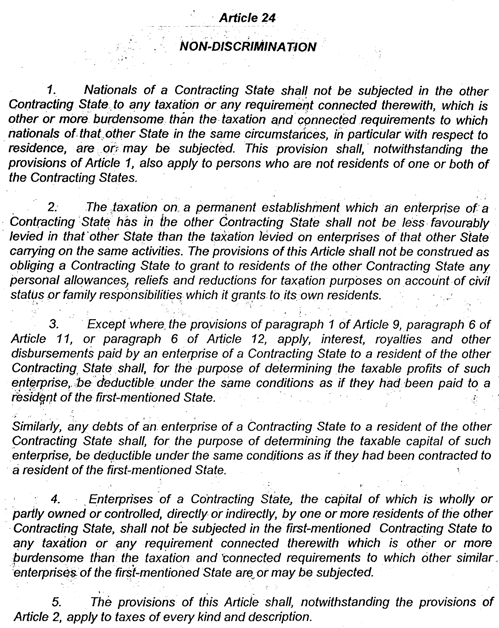 Article 24
NON-DISCRIMINATION
1. Nationals of a Contracting State shall not be subjected in the other
Contracting State to any taxation or any requirement connected therewith, which is
other or more burdensome than the taxation and connected requirements to which
nationals of that other State in the same circumstances, in particular with respect to
residence, are or may be subjected. This provision shall, notwithstanding the
provisions of Article 1, also apply to persons who are not residents of one or both of
the Contracting States.
2. The taxation on a permanent establishment which an enterprise of a
Contracting State has in the other Contracting State shall not be less favourably
levied in that other State than the taxation levied on enterprises of that other State
carrying on the same activities. The provisions of this Article shall not be construed as
obliging a Contracting State to grant to residents of the other Contracting State any
personal allowances, reliefs and reductions for taxation purposes on account of civil
status or family responsibilities which it grants to its own residents.
3. Except where the provisions of paragraph 1 of Article 9, paragraph 6 of
Article 11, or paragraph 6 of Article 12, apply, interest, royalties and other
disbursements paid by an enterprise of a Contracting State to a resident of the other
Contracting State shall, for the purpose of determining the taxable profits of such
enterprise, be deductible under the same conditions as if they had been paid to a
resident of the first-mentioned State.
Similarly, any debts of an enterprise of a Contracting State to a resident of the other
Contracting State shall, for the purpose of determining the taxable capital of such
enterprise, be deductible under the same conditions as if they had been contracted to
a resident of the first-mentioned State.
4. Enterprises of a Contracting State, the capital of which is wholly or
partly owned or controlled, directly or indirectly, by one or more residents of the other
Contracting State, shall not be subjected in the first-mentioned Contracting State to
any taxation or any requirement connected therewith which is other or more
burdensome than the taxation and connected requirements to which other similar
enterprises of the first-mentioned State are or may be subjected.
5. The provisions of this Article shall, notwithstanding the provisions of
Article 2, apply to taxes of every kind and description.